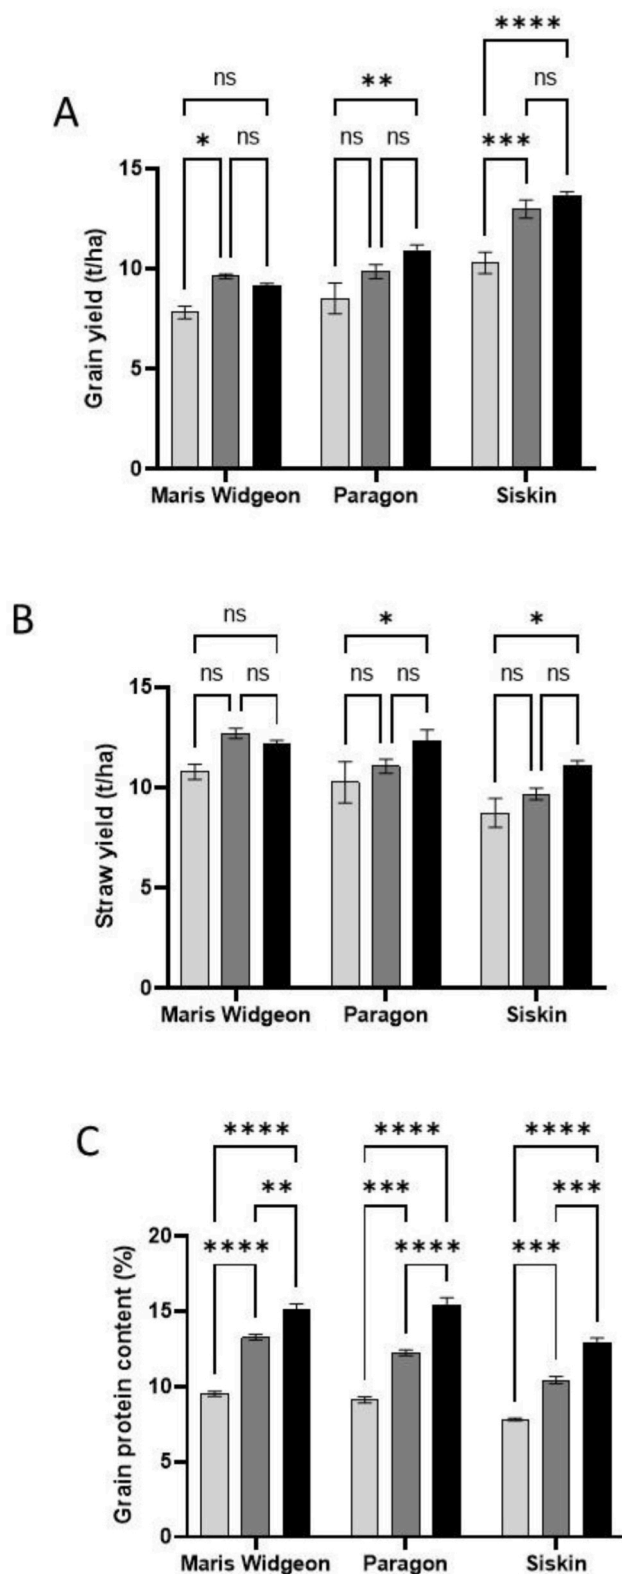 A
****
ns
**
ns
* ns
ns ns
***
15
10
5
0
Grain yield (t/ha)
Maris Widgeon Paragon Siskin
B
ns
*
*
ns ns
ns ns
ns ns
15
10
5
0
Straw yield (t/ha)
Maris Widgeon Paragon Siskin
C
**** **** ****
** *** ***
**** **** ***
20
15
10
5
0
Grain protein content (%)
Maris Widgeon Paragon Siskin